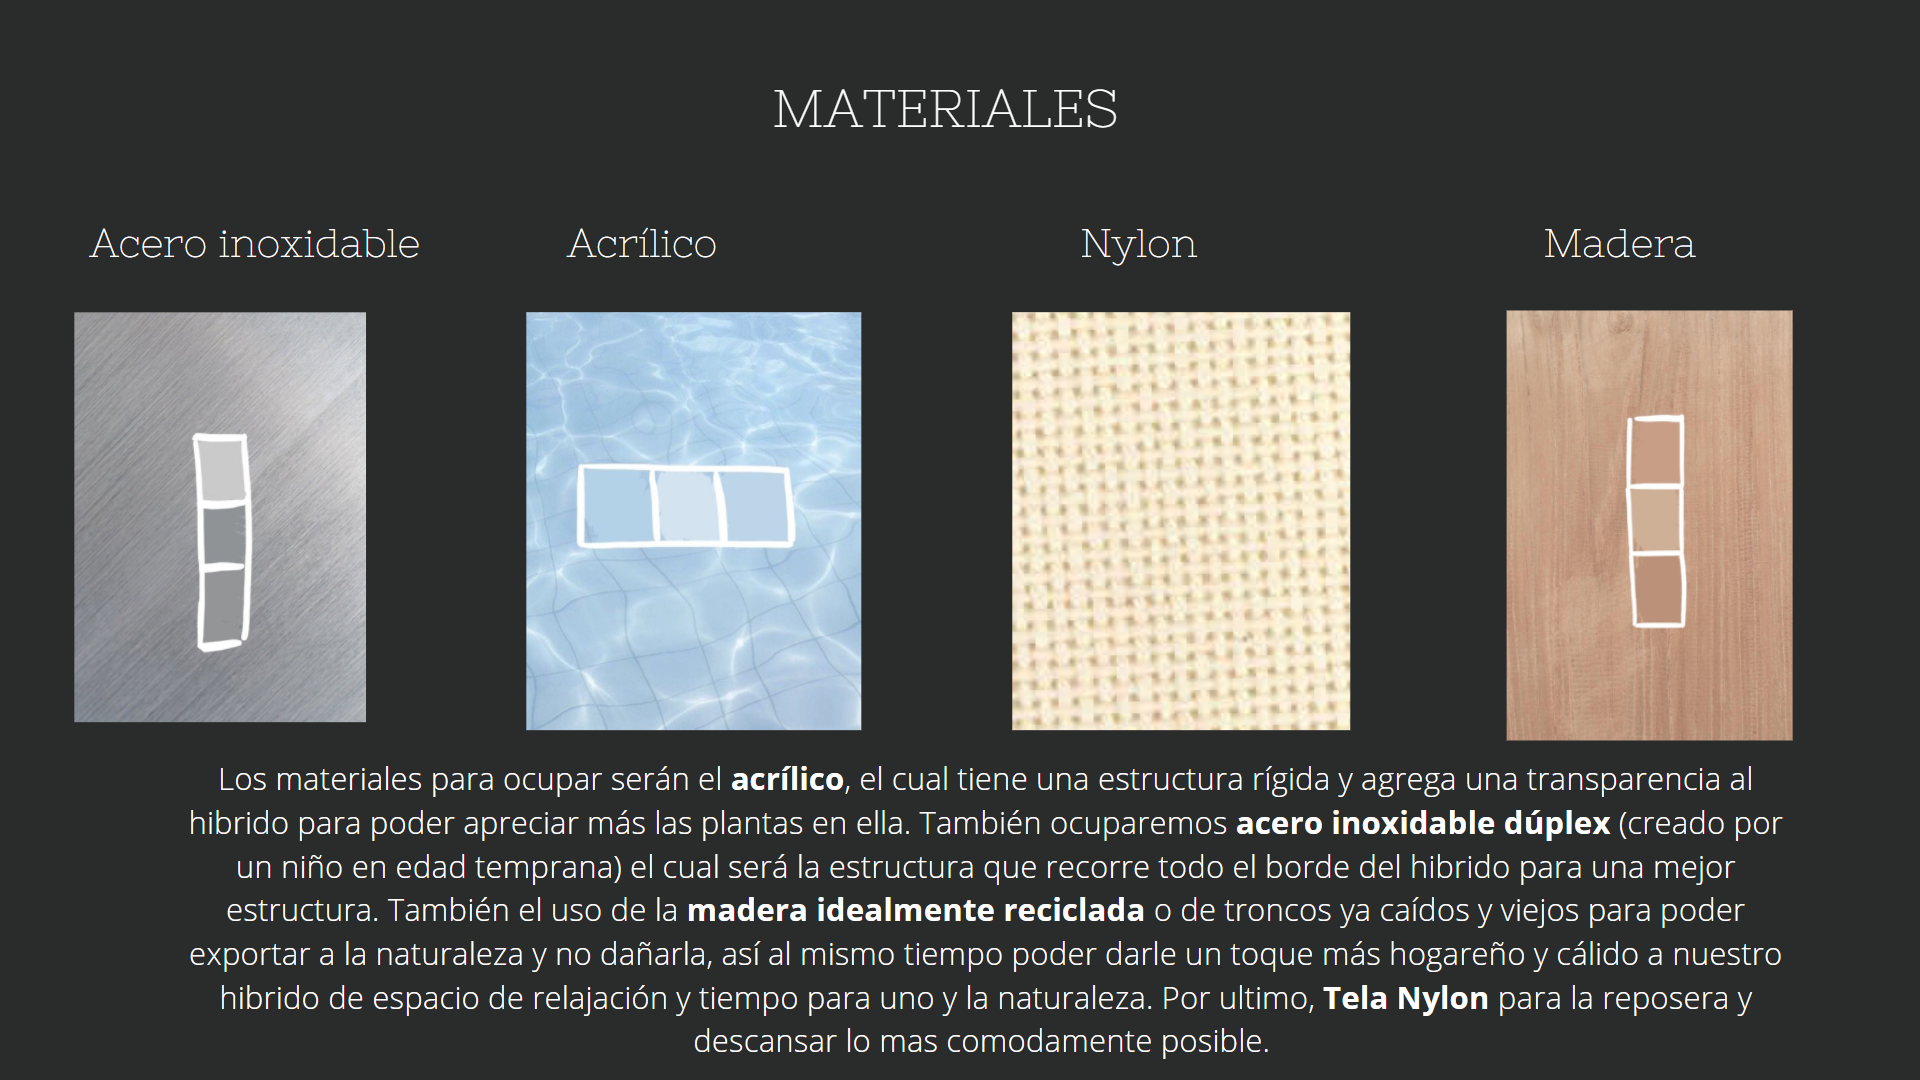 MATERIALES
Acero inoxidable
Acrílico
Nylon
Madera
Los materiales para ocupar serán el acrílico, el cual tiene una estructura rígida y agrega una transparencia al
hibrido para poder apreciar más las plantas en ella. También ocuparemos acero inoxidable dúplex (creado por
un niño en edad temprana) el cual será la estructura que recorre todo el borde del hibrido para una mejor
estructura. También el uso de la madera idealmente reciclada o de troncos ya caídos y viejos para poder
exportar a la naturaleza y no dañarla, así al mismo tiempo poder darle un toque más hogareño y cálido a nuestro
hibrido de espacio de relajación y tiempo para uno y la naturaleza. Por ultimo, Tela Nylon para la reposera y
descansar lo mas comodamente posible.